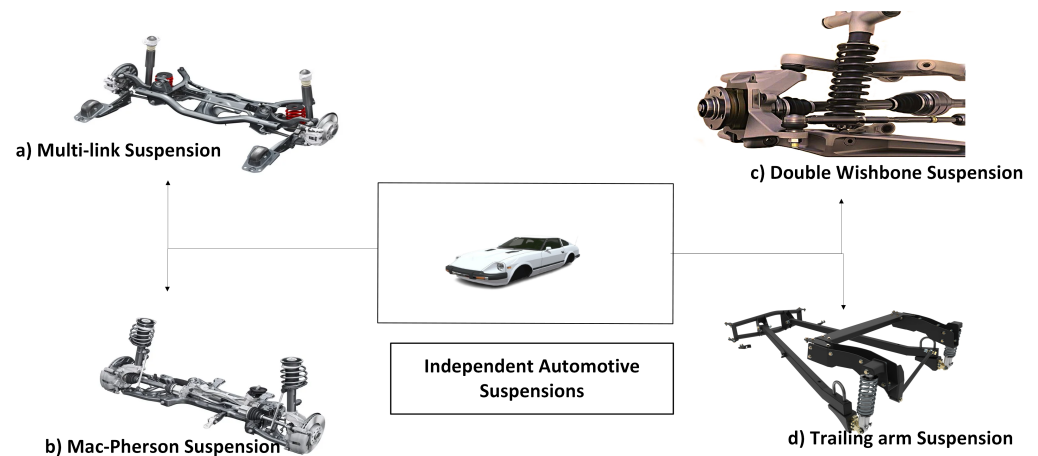 a) Multi-link Suspension
c) Double Wishbone Suspension
Independent Automotive
Suspensions
b) Mac-Pherson Suspension
d) Trailing arm Suspension